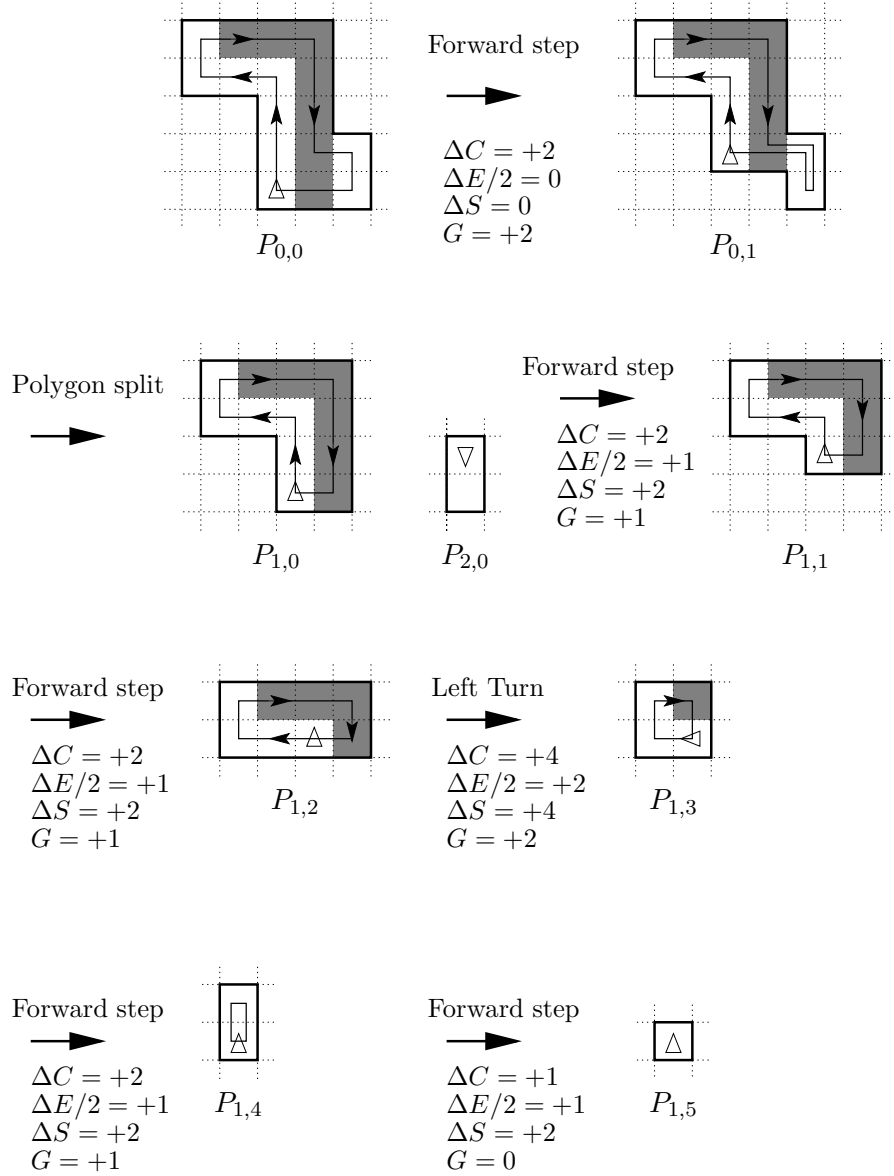 Forward step
ΔC = +2
ΔE/2 = 0
ΔS = 0
G = +2
P0,0
P0,1
Polygon split
Forward step
ΔC = +2
ΔE/2 = +1
ΔS = +2
G = +1
P1,0
P2,0
P1,1
Forward step
ΔC = +2
ΔE/2 = +1
ΔS = +2
G = +1
P1,2
Left Turn
ΔC = +4
ΔE/2 = +2
ΔS = +4
G = +2
P1,3
Forward step
ΔC = +2
ΔE/2 = +1
ΔS = +2
G = +1
P1,4
Forward step
ΔC = +1
ΔE/2 = +1
ΔS = +2
G = 0
P1,5